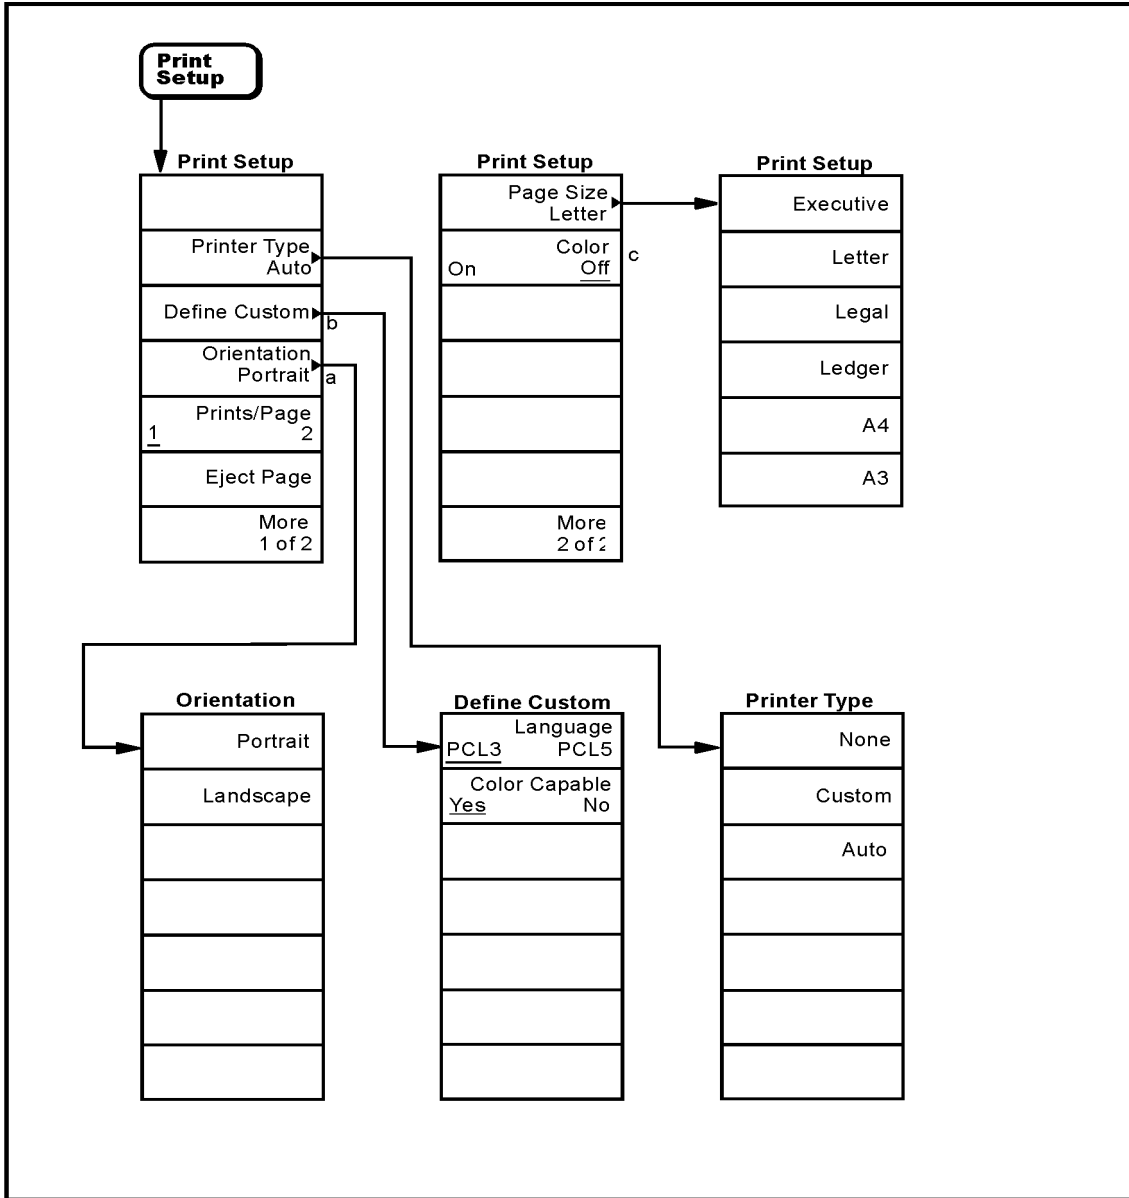 Print
Setup
Print Setup
Printer Type
Auto
Define Custom
b
Orientation
Portrait
a
Prints/Page
1 2
Eject Page
More
1 of 2
Print Setup
Page Size
Letter
Color
On Off
c
More
2 of 2
Print Setup
Executive
Letter
Legal
Ledger
A4
A3
Orientation
Portrait
Landscape
Define Custom
Language
PCL3 PCL5
Color Capable
Yes No
Printer Type
None
Custom
Auto